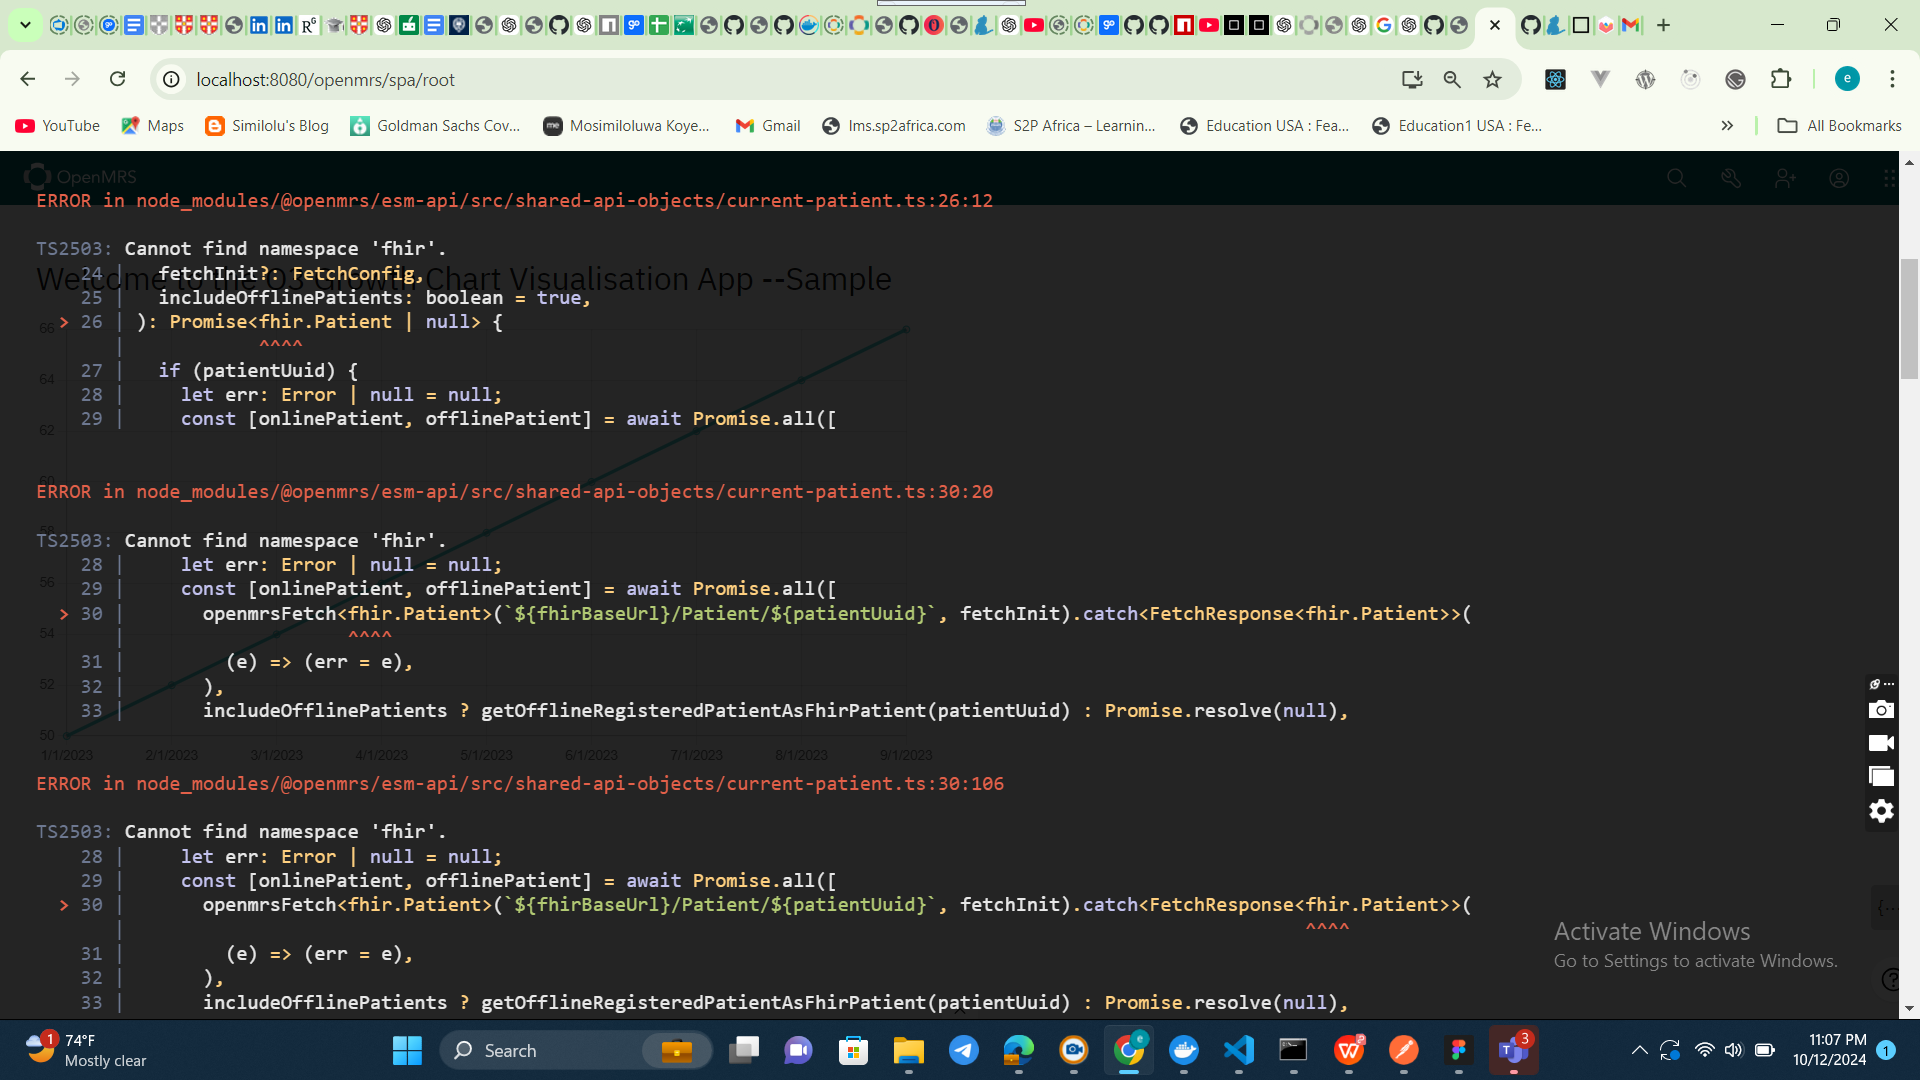 localhost:8080/openmrs/spa/root
YouTube
Maps
Similolu's Blog
Goldman Sachs Cov...
Mosimiloluwa Koye...
Gmail
lms.sp2africa.com
S2P Africa – Learnin...
Education USA : Fea...
Education1 USA : Fe...
All Bookmarks
OpenMRS
ERROR in node_modules/@openmrs/esm-api/src/shared-api-objects/current-patient.ts:26:12
TS2503: Cannot find namespace 'fhir'.
Welcome to the O3 Growth Chart Visualisation App --Sample
24 | fetchInit?: FetchConfig,
25 | includeOfflinePatients: boolean = true,
> 26 | ): Promise<fhir.Patient | null> {
| ^^^^
27 | if (patientUuid) {
28 | let err: Error | null = null;
29 | const [onlinePatient, offlinePatient] = await Promise.all([
ERROR in node_modules/@openmrs/esm-api/src/shared-api-objects/current-patient.ts:30:20
TS2503: Cannot find namespace 'fhir'.
28 | let err: Error | null = null;
29 | const [onlinePatient, offlinePatient] = await Promise.all([
> 30 | openmrsFetch<fhir.Patient>(`${fhirBaseUrl}/Patient/${patientUuid}`, fetchInit).catch<FetchResponse<fhir.Patient>>(
| ^^^^
31 | (e) => (err = e),
32 | ),
33 | includeOfflinePatients ? getOfflineRegisteredPatientAsFhirPatient(patientUuid) : Promise.resolve(null),
66
64
62
58
56
54
52
50
1/1/2023 2/1/2023 3/1/2023 4/1/2023 5/1/2023 6/1/2023 7/1/2023 8/1/2023 9/1/2023
ERROR in node_modules/@openmrs/esm-api/src/shared-api-objects/current-patient.ts:30:106
TS2503: Cannot find namespace 'fhir'.
28 | let err: Error | null = null;
29 | const [onlinePatient, offlinePatient] = await Promise.all([
> 30 | openmrsFetch<fhir.Patient>(`${fhirBaseUrl}/Patient/${patientUuid}`, fetchInit).catch<FetchResponse<fhir.Patient>>(
| ^^^^
31 | (e) => (err = e),
32 | ),
33 | includeOfflinePatients ? getOfflineRegisteredPatientAsFhirPatient(patientUuid) : Promise.resolve(null),
Activate Windows
Go to Settings to activate Windows.
1
74°F
Mostly clear
Search
3
11:07 PM
10/12/2024
1